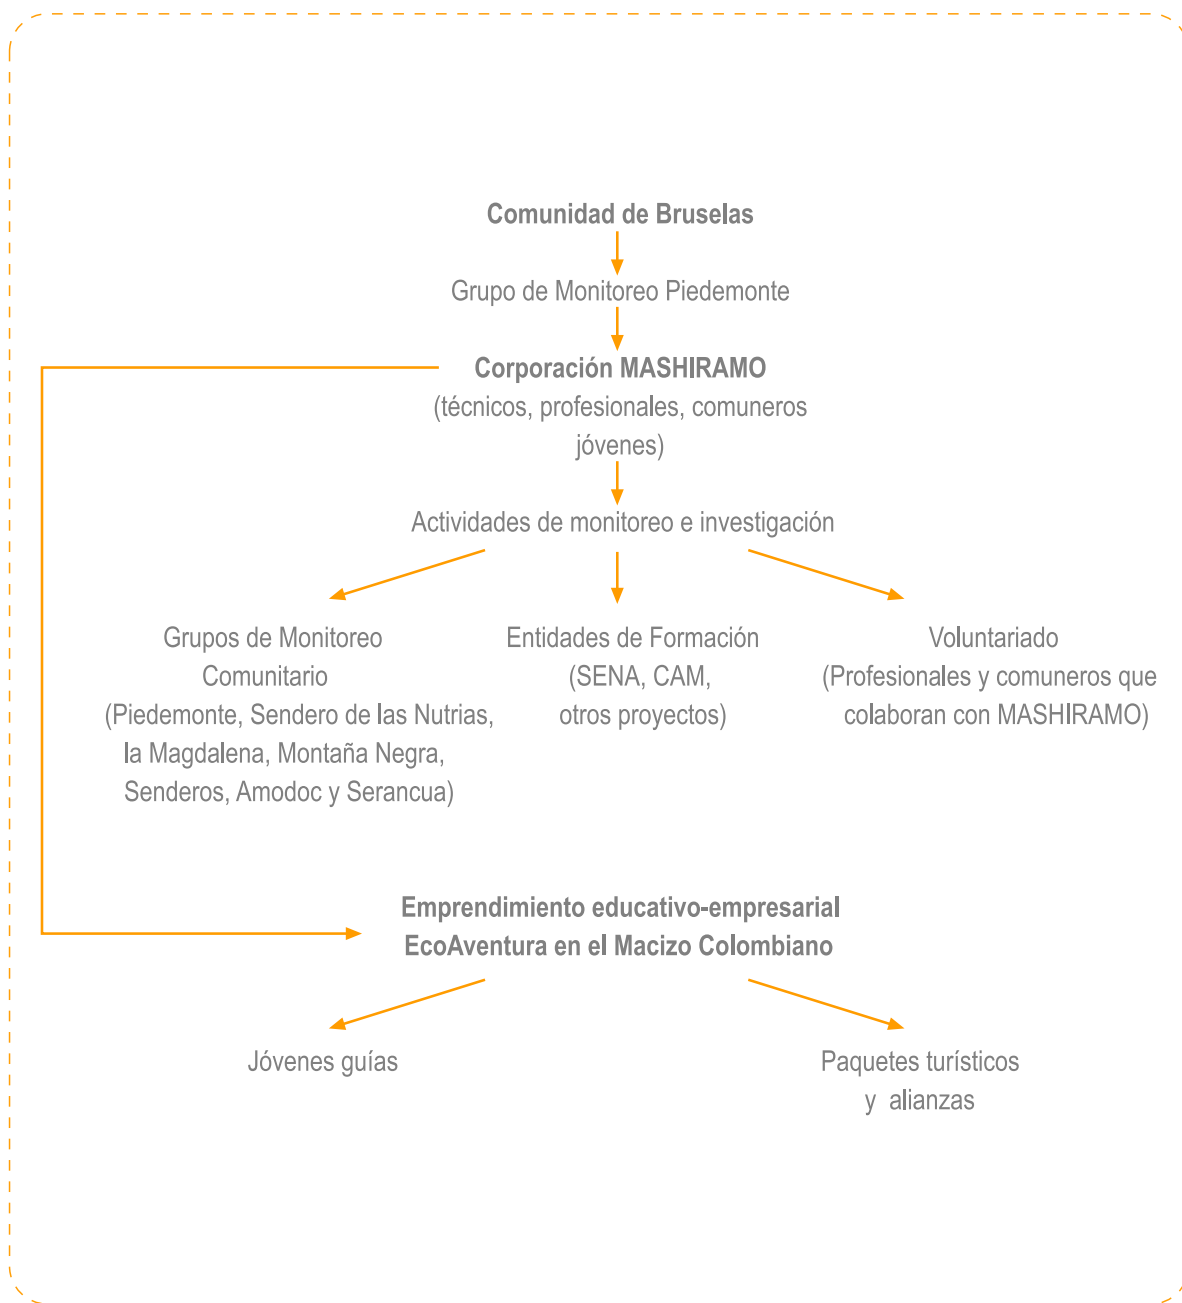 Comunidad de Bruselas
Grupo de Monitoreo Piedemonte
Corporación MASHIRAMO
(técnicos, profesionales, comuneros
jóvenes)
Actividades de monitoreo e investigación
Grupos de Monitoreo
Comunitario
(Piedemonte, Sendero de las Nutrias,
la Magdalena, Montaña Negra,
Senderos, Amodoc y Serancua)
Entidades de Formación
(SENA, CAM,
otros proyectos)
Voluntariado
(Profesionales y comuneros que
colaboran con MASHIRAMO)
Emprendimiento educativo-empresarial
EcoAventura en el Macizo Colombiano
Jóvenes guías
Paquetes turísticos
y alianzas